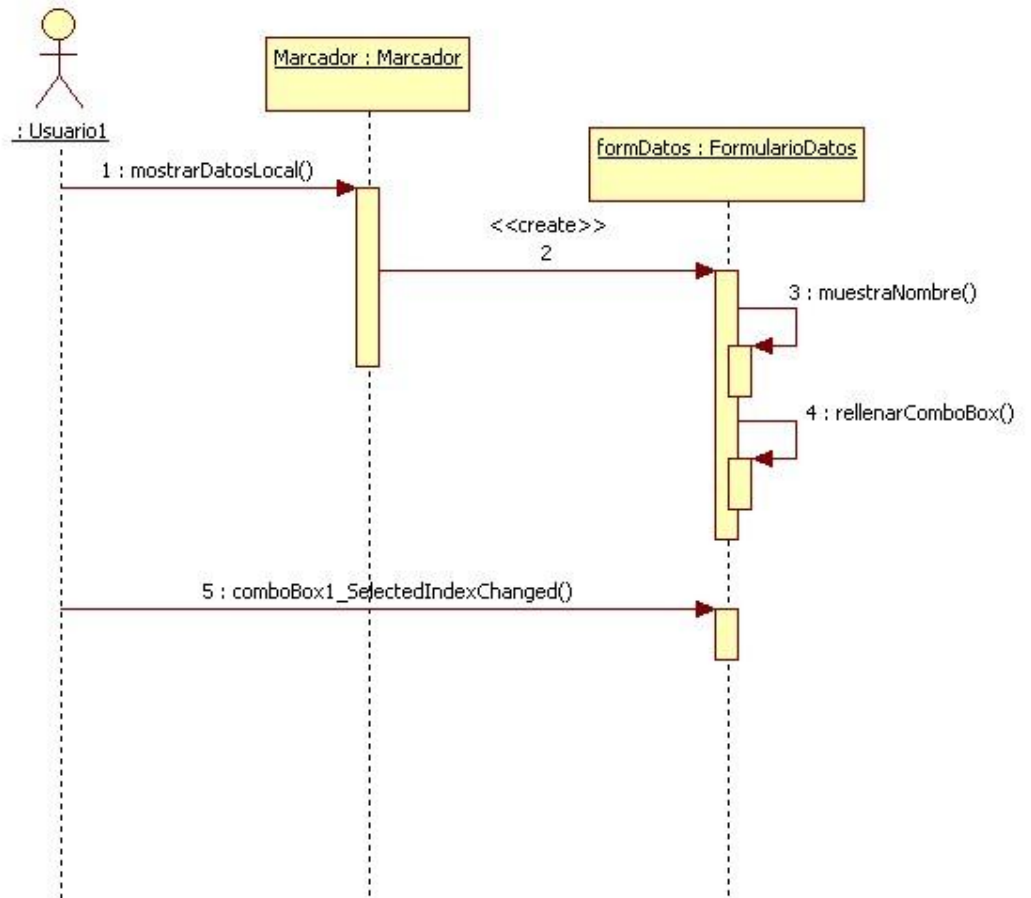 : Usuario1
Marcador : Marcador
formDatos : FormularioDatos
1 : mostrarDatosLocal()
<<create>>
2
3 : muestraNombre()
4 : rellenarComboBox()
5 : comboBox1_SelectedIndexChanged()